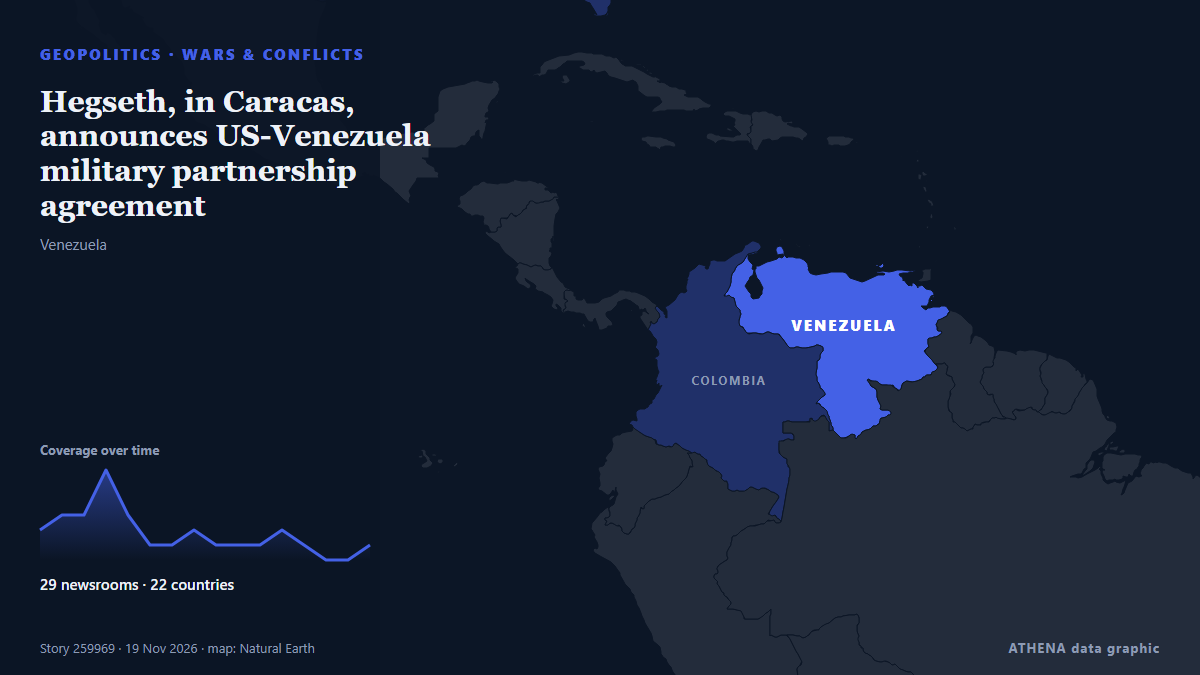 GEOPOLITICS · WARS & CONFLICTS
Hegseth, in Caracas,
announces US-Venezuela
military partnership
agreement
Venezuela
VENEZUELA
COLOMBIA
Coverage over time
29 newsrooms · 22 countries
Story 259969 · 19 Nov 2026 · map: Natural Earth
ATHENA data graphic